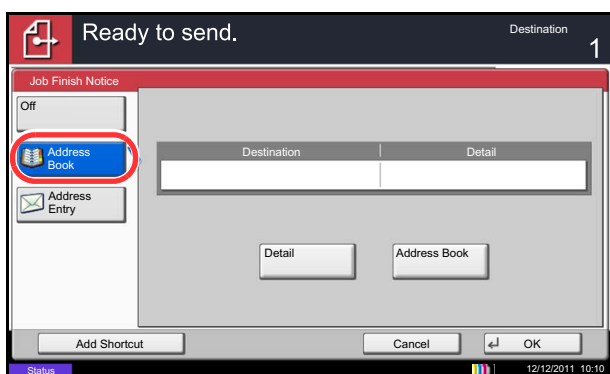 Ready to send.
Destination
1
Job Finish Notice
Off
Address
Book
Address
Entry
Destination
Detail
Detail
Address Book
Add Shortcut
Cancel
OK
Status
12/12/2011 10:10